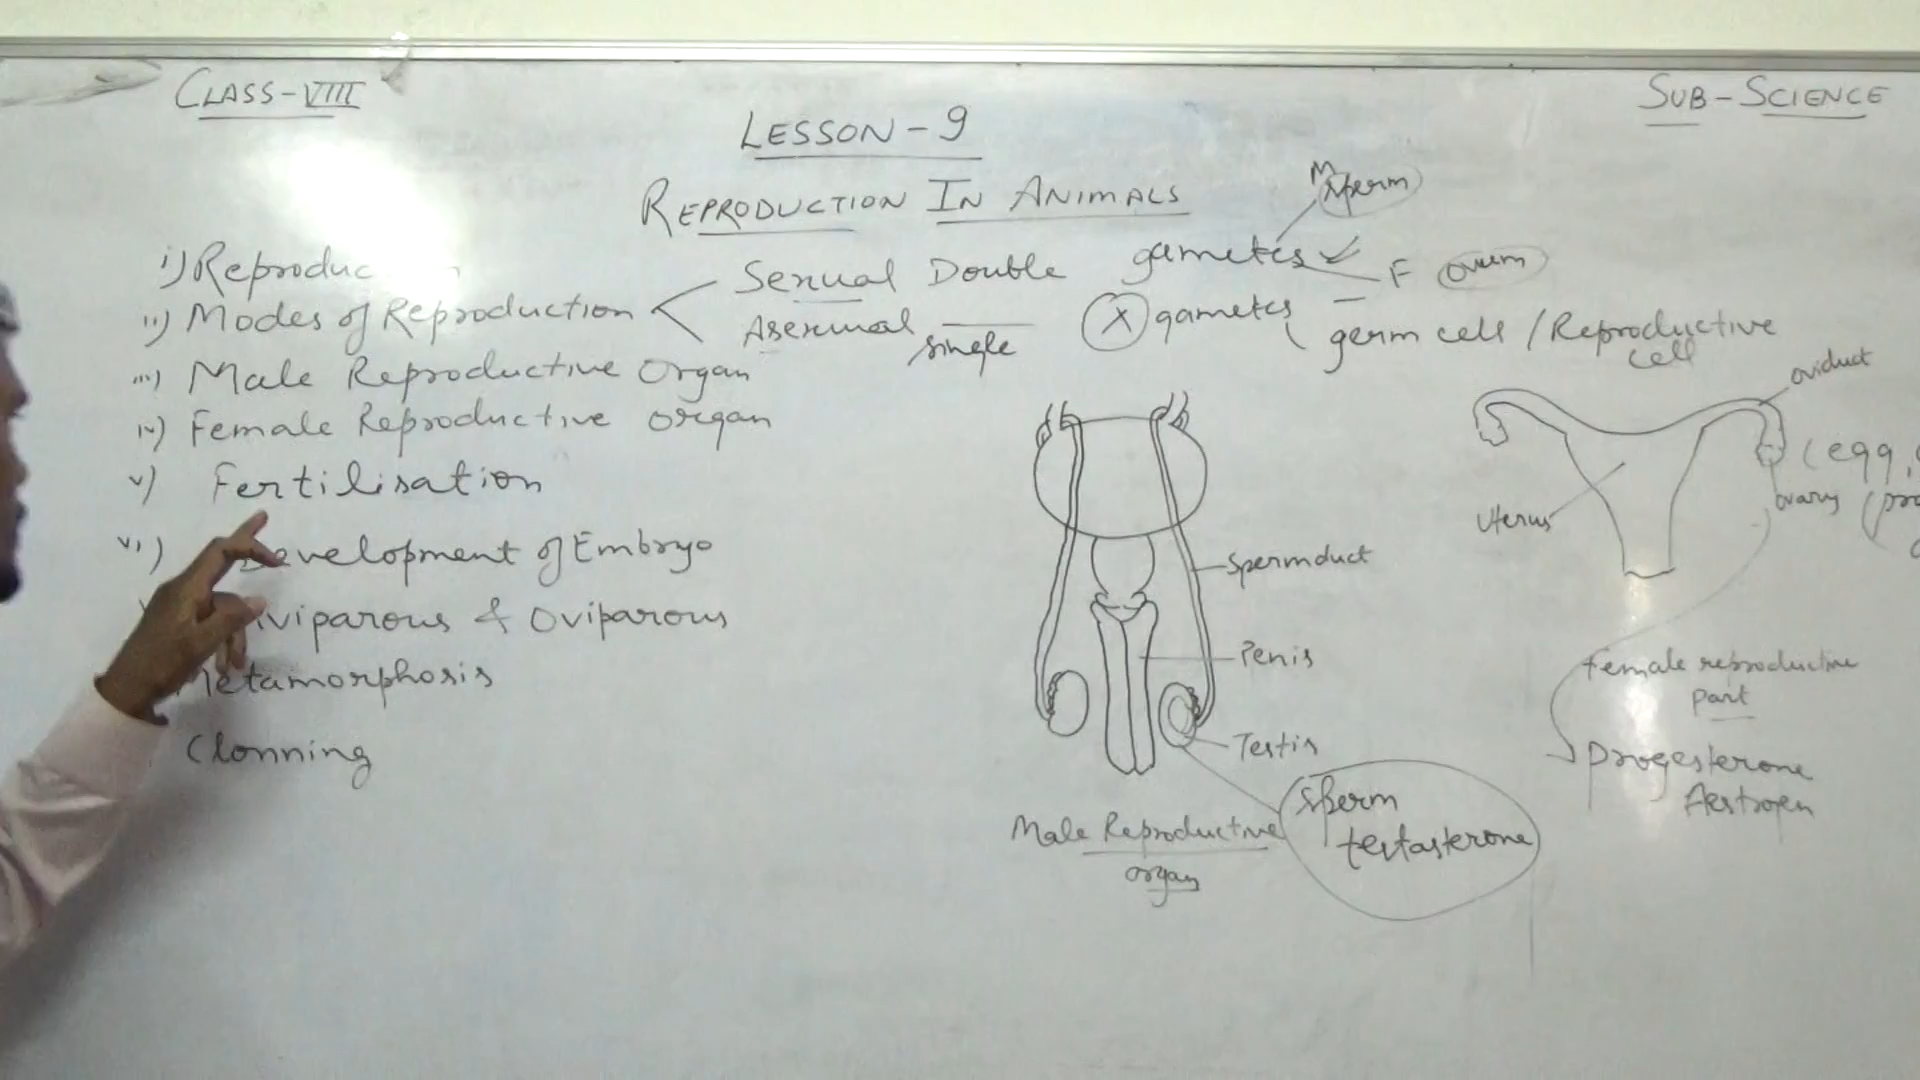 CLASS-VIII
SUB-SCIENCE
LESSON-9
REPRODUCTION IN ANIMALS
i) Reproduc
ii) Modes of Reproduction
Sexual Double gametes
M sperm
F ovum
Asexual single
X gametes
germ cell / Reproductive cell
iii) Male Reproductive Organ
iv) Female Reproductive organ
v) Fertilisation
vi) Development of Embryo
viparous & Oviparous
Metamorphosis
Clonning
Spermduct
Penis
Testis
Male Reproductive
organ
sperm
testasterone
oviduct
(egg,
ovary (pro
Uterus
female reproductive
part
Progesterone
Aestrogen